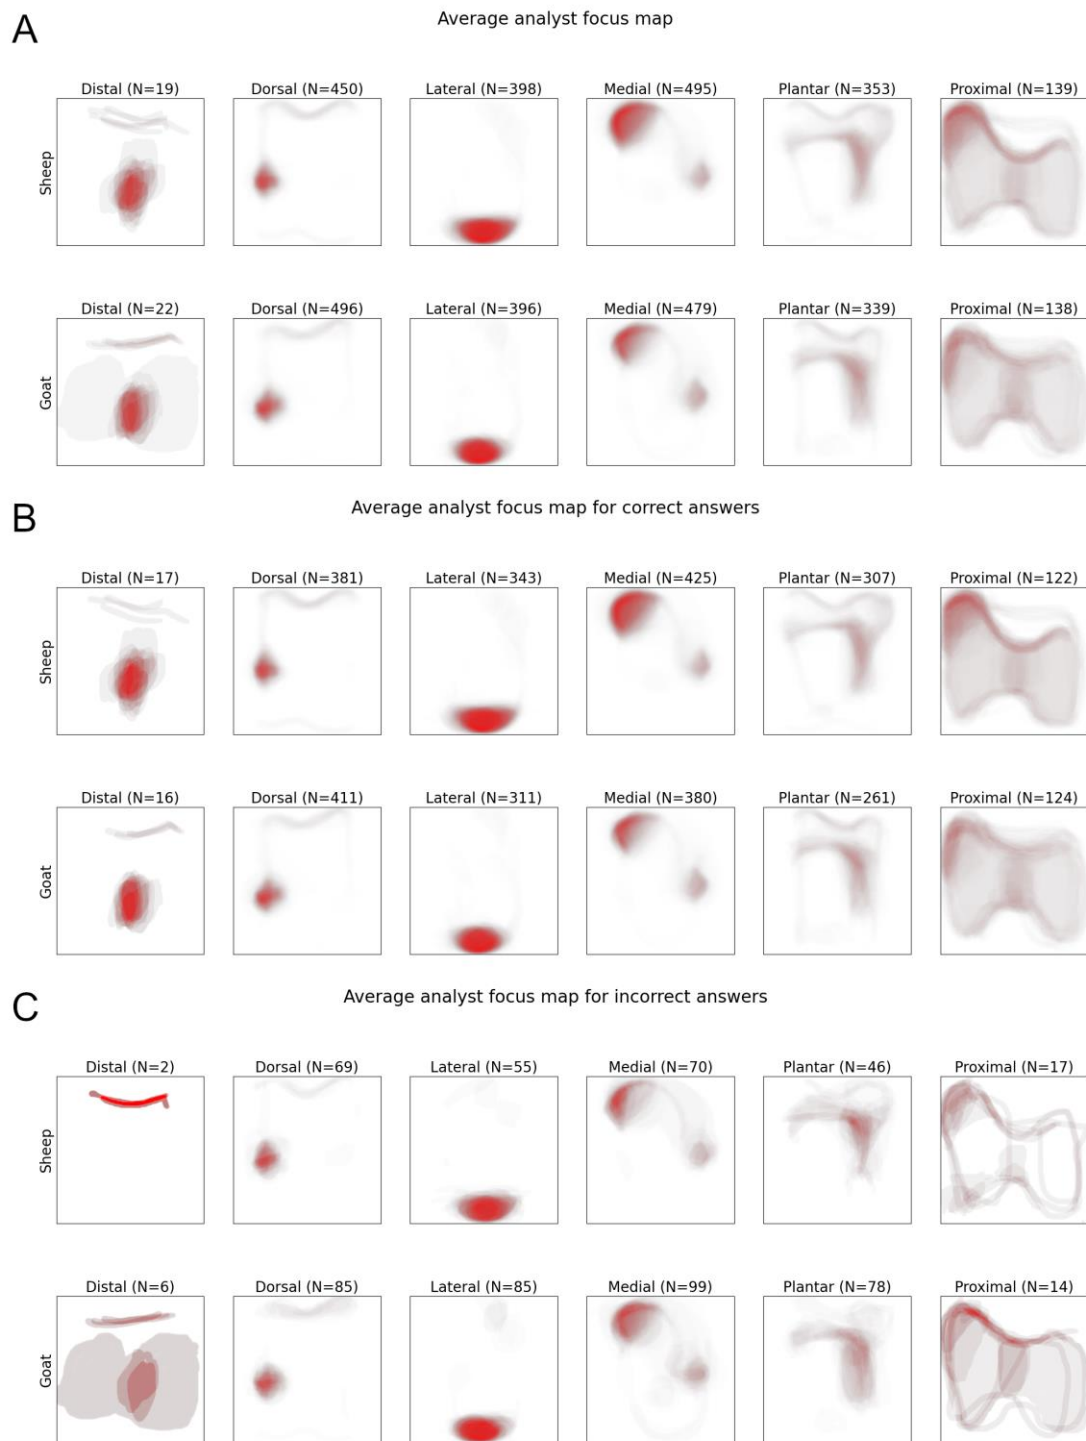 A
Average analyst focus map
Distal (N=19) Dorsal (N=450) Lateral (N=398) Medial (N=495) Plantar (N=353) Proximal (N=139)
Sheep
Distal (N=22) Dorsal (N=496) Lateral (N=396) Medial (N=479) Plantar (N=339) Proximal (N=138)
Goat
B
Average analyst focus map for correct answers
Distal (N=17) Dorsal (N=381) Lateral (N=343) Medial (N=425) Plantar (N=307) Proximal (N=122)
Sheep
Distal (N=16) Dorsal (N=411) Lateral (N=311) Medial (N=380) Plantar (N=261) Proximal (N=124)
Goat
C
Average analyst focus map for incorrect answers
Distal (N=2) Dorsal (N=69) Lateral (N=55) Medial (N=70) Plantar (N=46) Proximal (N=17)
Sheep
Distal (N=6) Dorsal (N=85) Lateral (N=85) Medial (N=99) Plantar (N=78) Proximal (N=14)
Goat